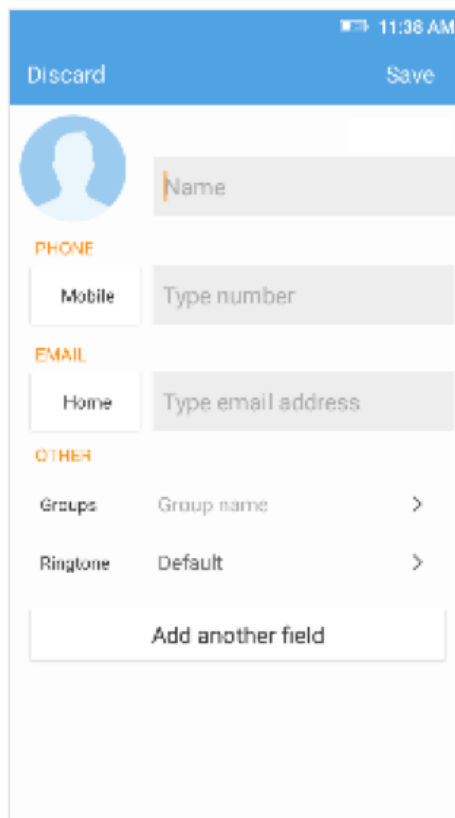 11:38 AM
Discard Save
Name
PHONE
Mobile Type number
EMAIL
Home Type email address
OTHER
Groups Group name
Ringtone Default
Add another field